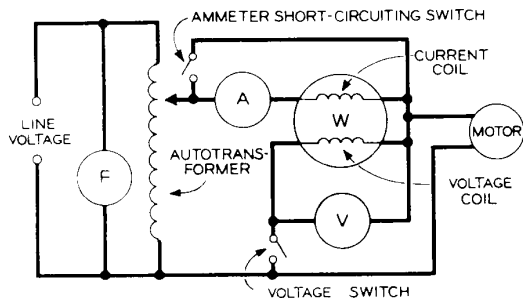 AMMETER SHORT-CIRCUITING SWITCH
CURRENT
COIL
A
W
LINE
VOLTAGE
MOTOR
F
AUTOTRANS-
FORMER
V
VOLTAGE
COIL
VOLTAGE SWITCH